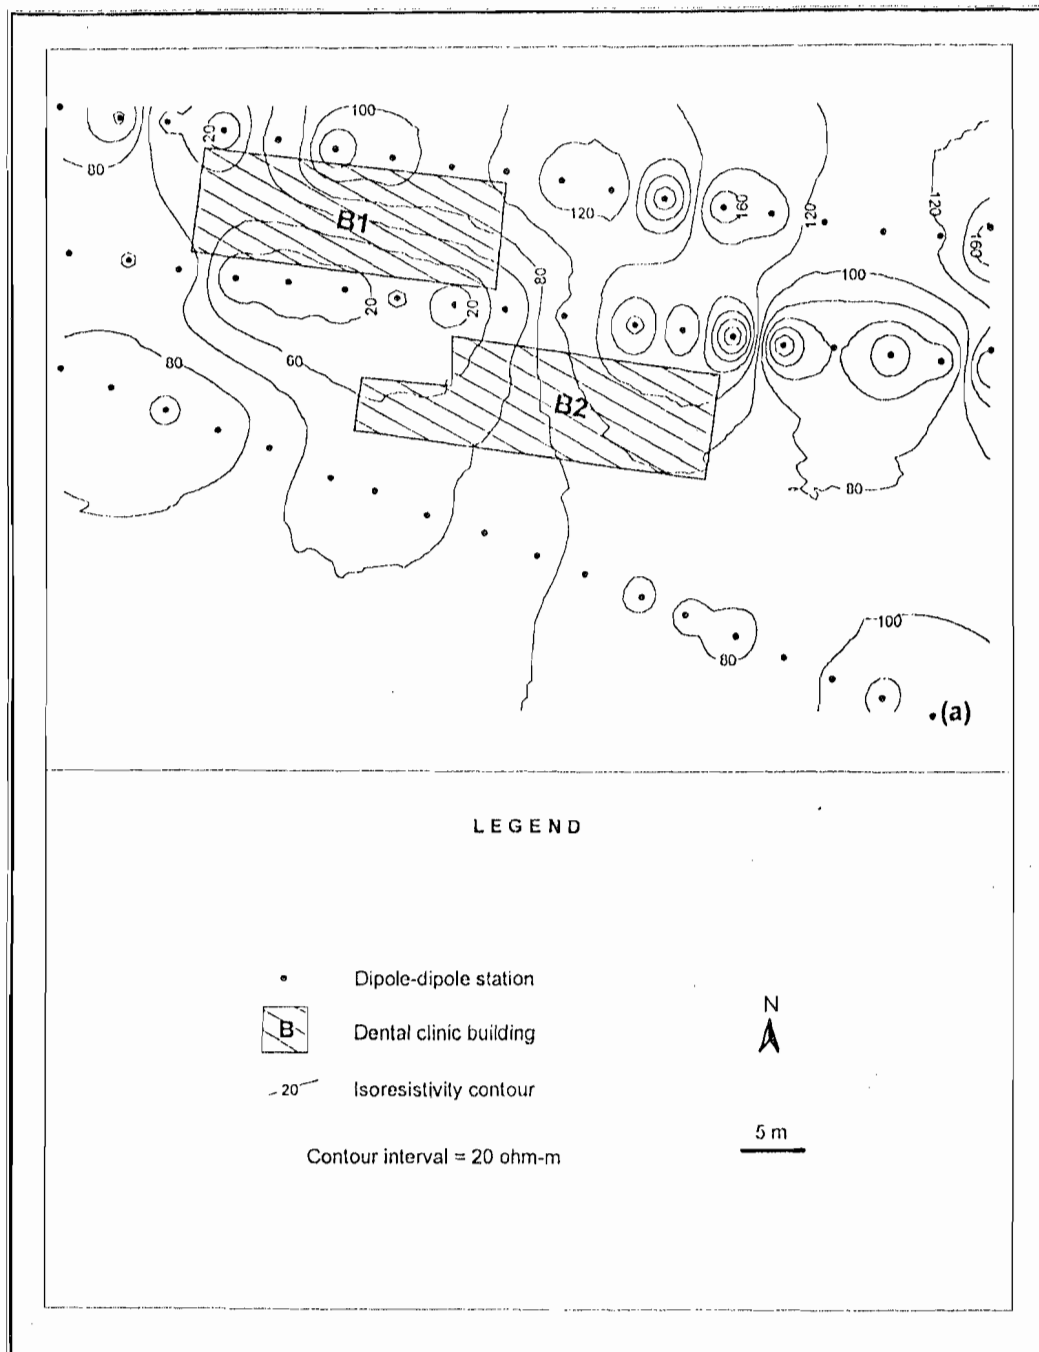 100
20
80
B1
120
160
120
120
160
80
100
20
20
80
60
B2
80
100
80
(a)
LEGEND
Dipole-dipole station
B Dental clinic building
20 Isoresistivity contour
Contour interval = 20 ohm-m
N
5 m